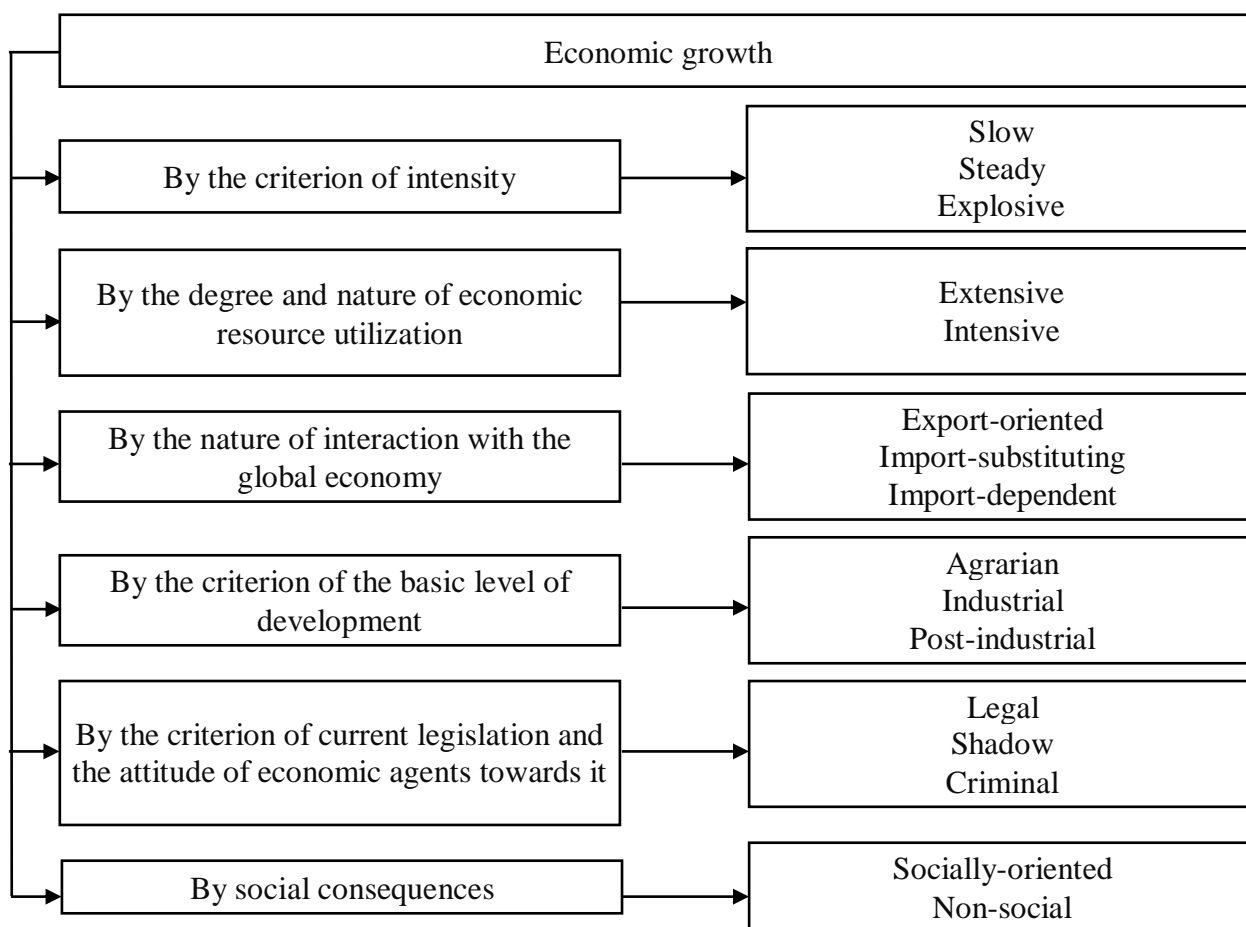 Economic growth
By the criterion of intensity
Slow
Steady
Explosive
By the degree and nature of economic
resource utilization
Extensive
Intensive
By the nature of interaction with the
global economy
Export-oriented
Import-substituting
Import-dependent
By the criterion of the basic level of
development
Agrarian
Industrial
Post-industrial
By the criterion of current legislation and
the attitude of economic agents towards it
Legal
Shadow
Criminal
By social consequences
Socially-oriented
Non-social